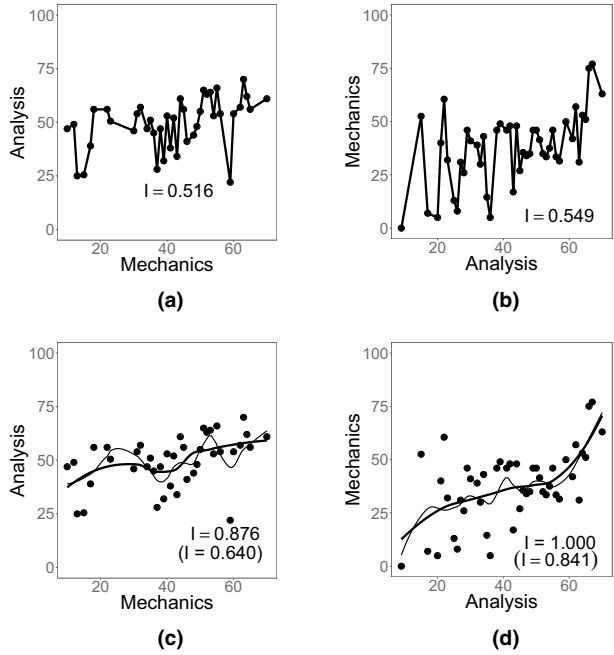 100
75
50
25
0
Analysis
I = 0.516
20
40
60
Mechanics
(a)
100
75
50
25
0
Mechanics
I = 0.549
20
40
60
Analysis
(b)
100
75
50
25
0
Analysis
I = 0.876
(I = 0.640)
20
40
60
Mechanics
(c)
100
75
50
25
0
Mechanics
I = 1.000
(I = 0.841)
20
40
60
Analysis
(d)